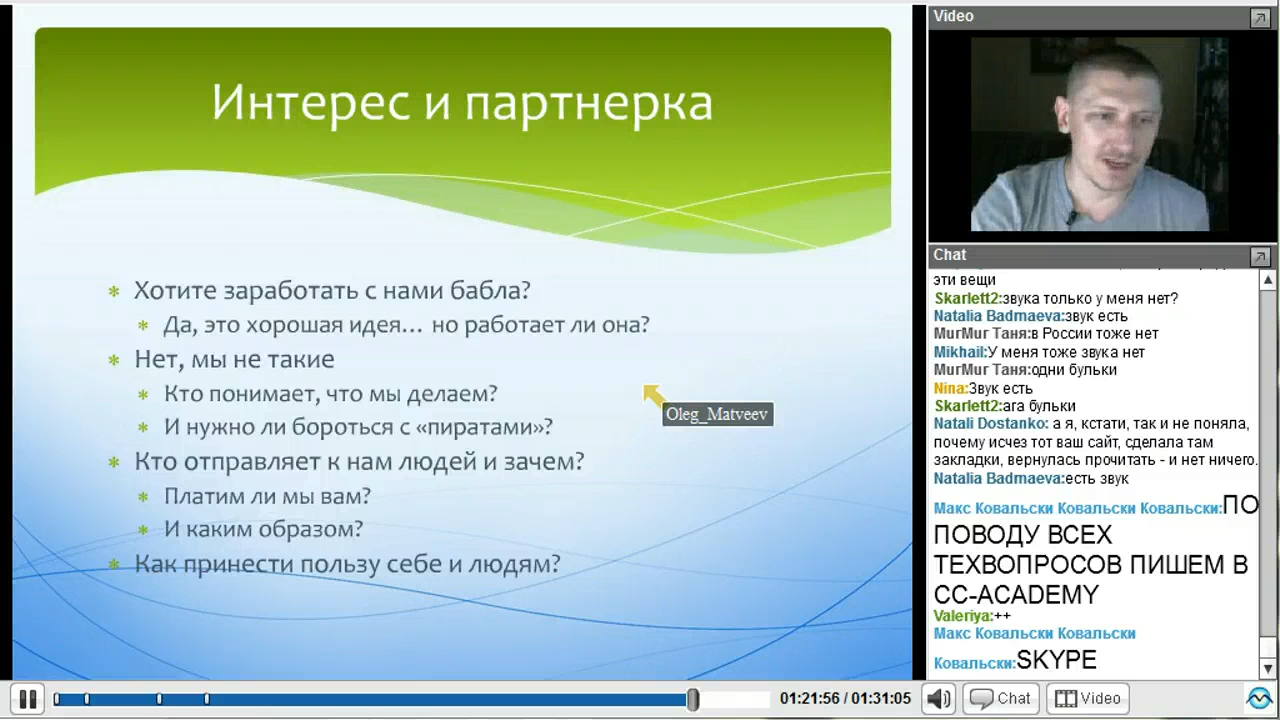 Интерес и партнерка
Хотите заработать с нами бабла?
Да, это хорошая идея... но работает ли она?
Нет, мы не такие
Кто понимает, что мы делаем?
И нужно ли бороться с «пиратами»?
Кто отправляет к нам людей и зачем?
Платим ли мы вам?
И каким образом?
Как принести пользу себе и людям?
Oleg_Matveev
Video
Chat
эти вещи
Skarlett2:звука только у меня нет?
Natalia Badmaeva:звук есть
MurMur Таня:в России тоже нет
Mikhail:У меня тоже звука нет
MurMur Таня:одни бульки
Nina:Звук есть
Skarlett2:ага бульки
Natali Dostanko: а я, кстати, так и не поняла,
почему исчез тот ваш сайт, сделала там
закладки, вернулась прочитать - и нет ничего.
Natalia Badmaeva:есть звук
Макс Ковальски Ковальски Ковальски:ПО
ПОВОДУ ВСЕХ
ТЕХВОПРОСОВ ПИШЕМ В
CC-ACADEMY
Valeriya:++
Макс Ковальски Ковальски
Ковальски:SKYPE
01:21:56 / 01:31:05
Chat
Video